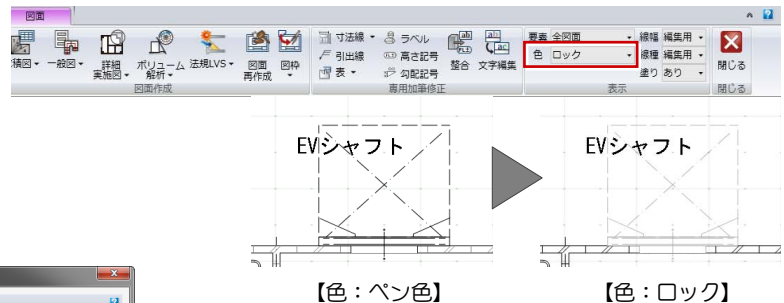 図面
積図 一般図 詳細 実施図 ボリューム 解析 法規LVS 図面 再作成 図枠
寸法線 ラベル
引出線 高さ記号
表 勾配記号
整合 文字編集
要素 全図面 線幅 編集用
色 ロック 線種 編集用
塗り あり
閉じる
図面作成 専用加筆修正 表示 閉じる
EVシャフト EVシャフト
【色：ペン色】 【色：ロック】